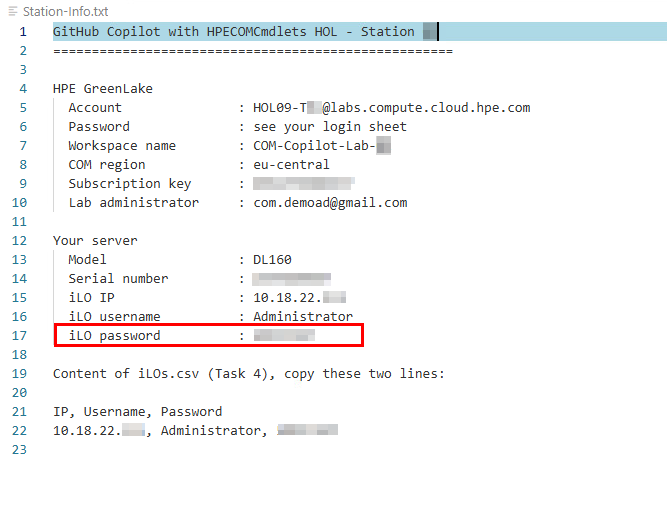 Station-Info.txt
1 GitHub Copilot with HPECOMCmdlets HOL - Station
2 ==================================================
3
4 HPE GreenLake
5 Account : HOL09-T @labs.compute.cloud.hpe.com
6 Password : see your login sheet
7 Workspace name : COM-Copilot-Lab-
8 COM region : eu-central
9 Subscription key :
10 Lab administrator : com.demoad@gmail.com
11
12 Your server
13 Model : DL160
14 Serial number :
15 iLO IP : 10.18.22.
16 iLO username : Administrator
17 iLO password :
18
19 Content of iLOs.csv (Task 4), copy these two lines:
20
21 IP, Username, Password
22 10.18.22. , Administrator,
23